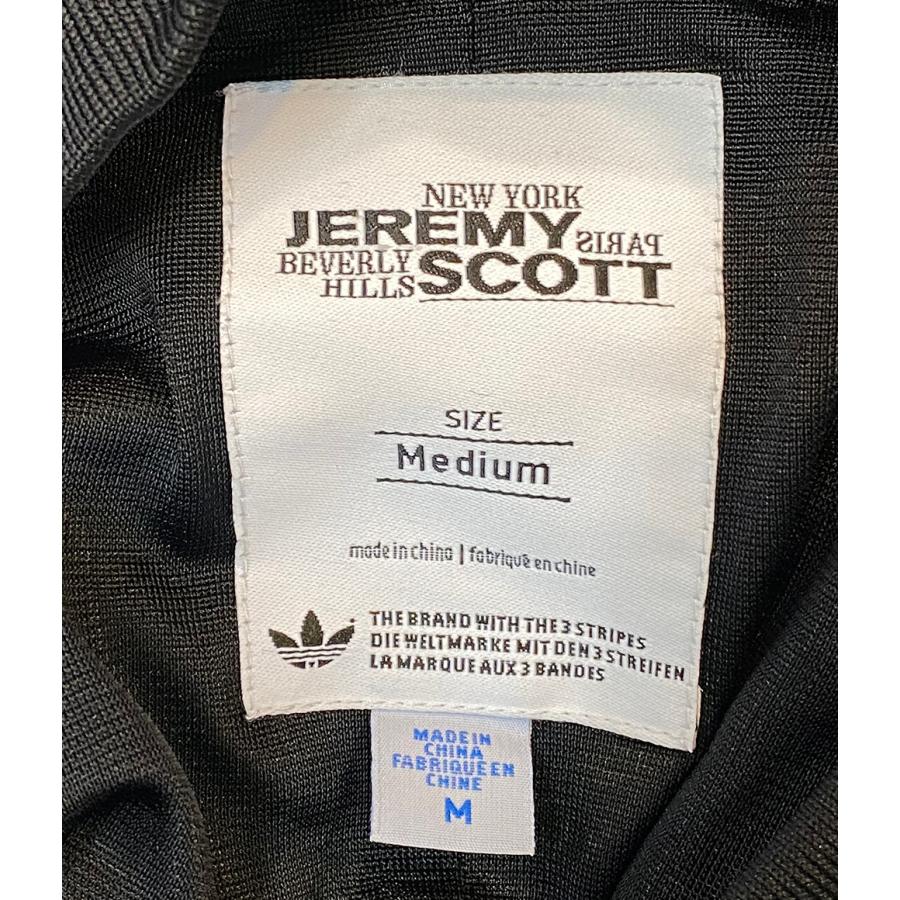 NEW YORK
JEREMY PARIS
BEVERLY SCOTT
HILLS
SIZE
Medium
made in china | fabriqué en chine
THE BRAND WITH THE 3 STRIPES
DIE WELTMARKE MIT DEN 3 STREIFEN
LA MARQUE AUX 3 BANDES
MADE IN
CHINA
FABRIQUE EN
CHINE
M